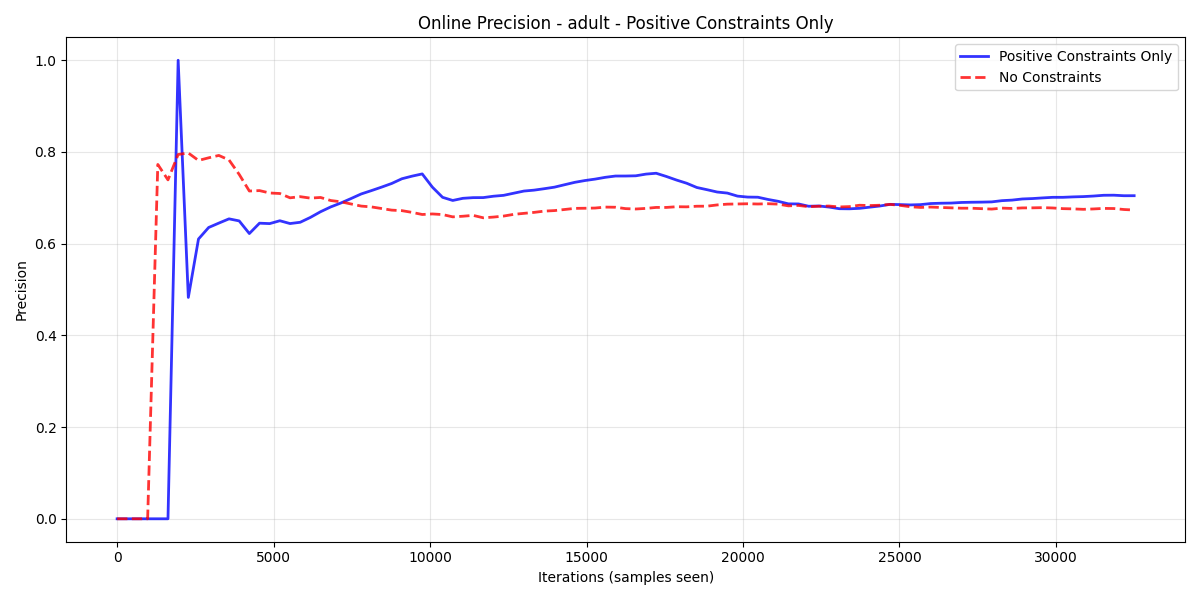 Online Precision - adult - Positive Constraints Only
Positive Constraints Only
No Constraints
Precision
1.0
0.8
0.6
0.4
0.2
0.0
0 5000 10000 15000 20000 25000 30000
Iterations (samples seen)